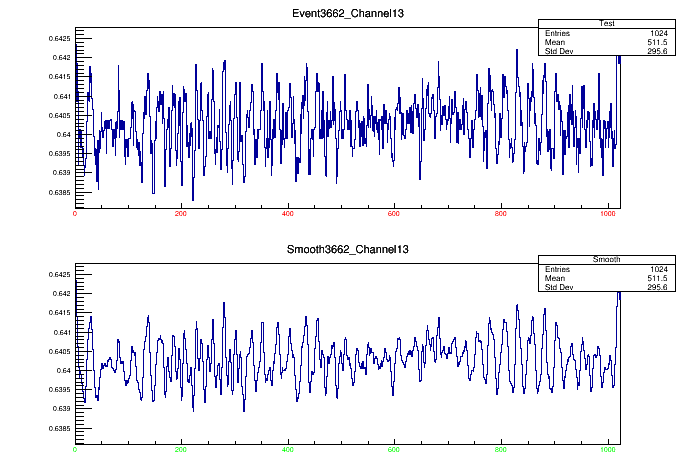 Event3662_Channel13
Test
Entries 1024
Mean 511.5
Std Dev 295.6
0.6425
0.642
0.6415
0.641
0.6405
0.64
0.6395
0.639
0.6385
0 200 400 600 800 1000
Smooth3662_Channel13
Smooth
Entries 1024
Mean 511.5
Std Dev 295.6
0.6425
0.642
0.6415
0.641
0.6405
0.64
0.6395
0.639
0.6385
0 200 400 600 800 1000